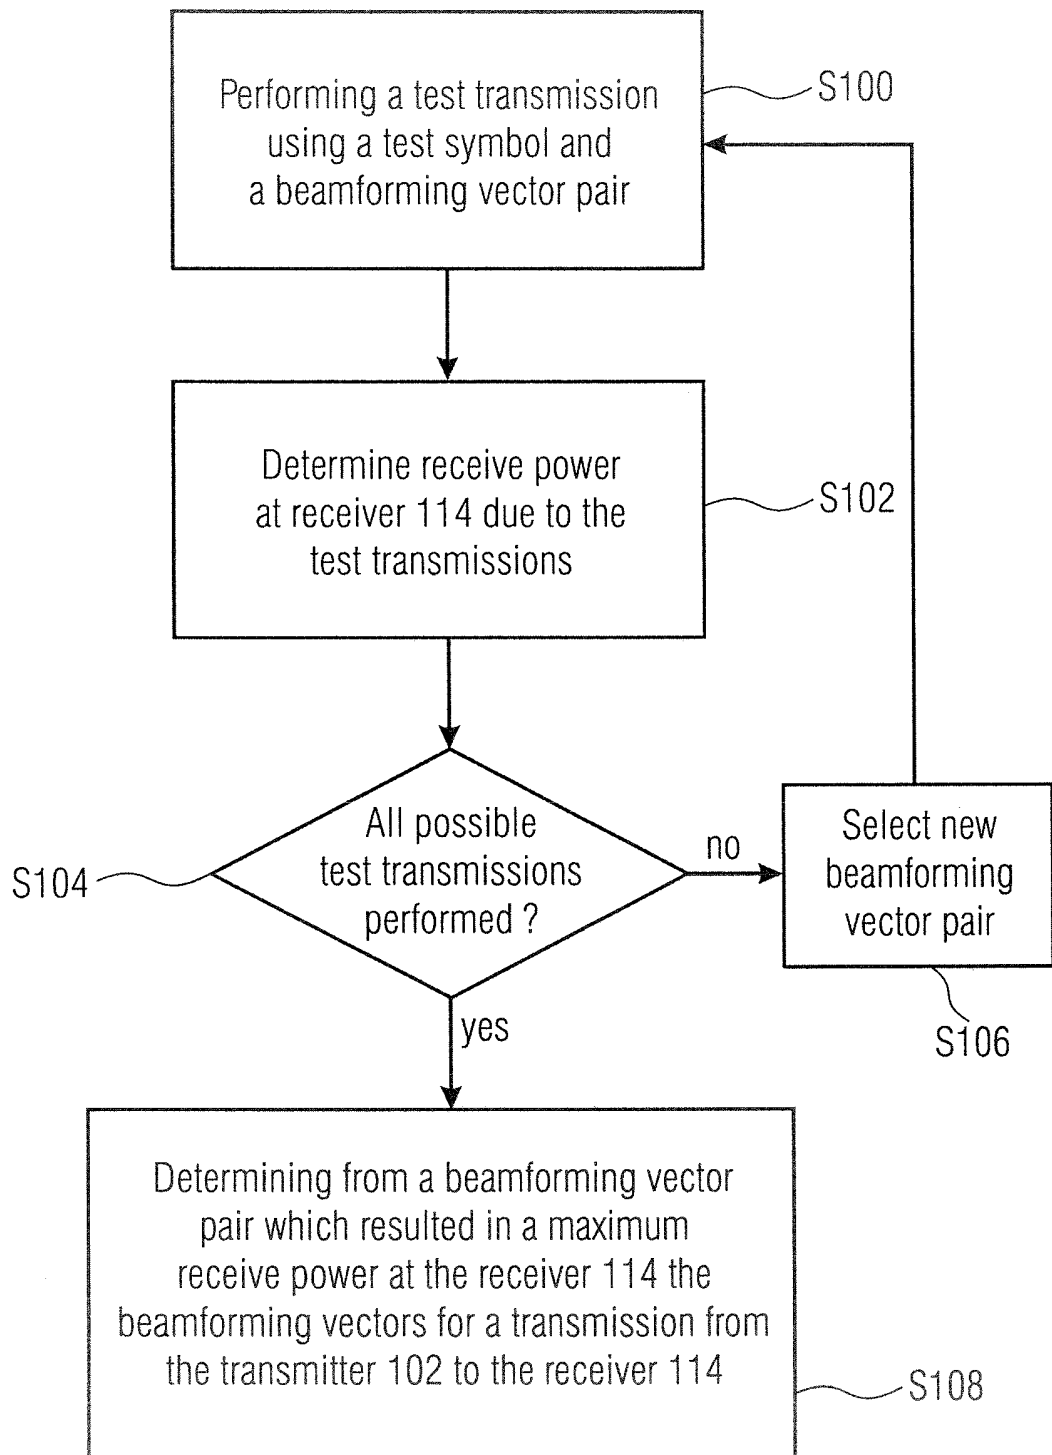 Performing a test transmission
using a test symbol and
a beamforming vector pair
S100
Determine receive power
at receiver 114 due to the
test transmissions
S102
All possible
test transmissions
performed ?
S104
no
Select new
beamforming
vector pair
S106
yes
Determining from a beamforming vector
pair which resulted in a maximum
receive power at the receiver 114 the
beamforming vectors for a transmission from
the transmitter 102 to the receiver 114
S108